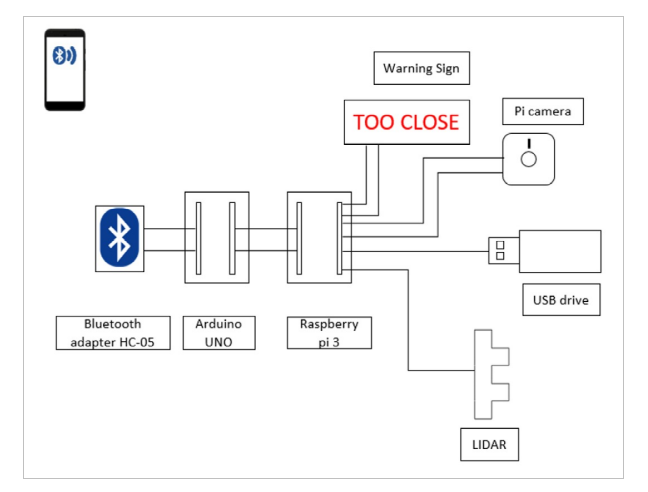 Warning Sign
TOO CLOSE
Pi camera
USB drive
Bluetooth
adapter HC-05
Arduino
UNO
Raspberry
pi 3
LIDAR